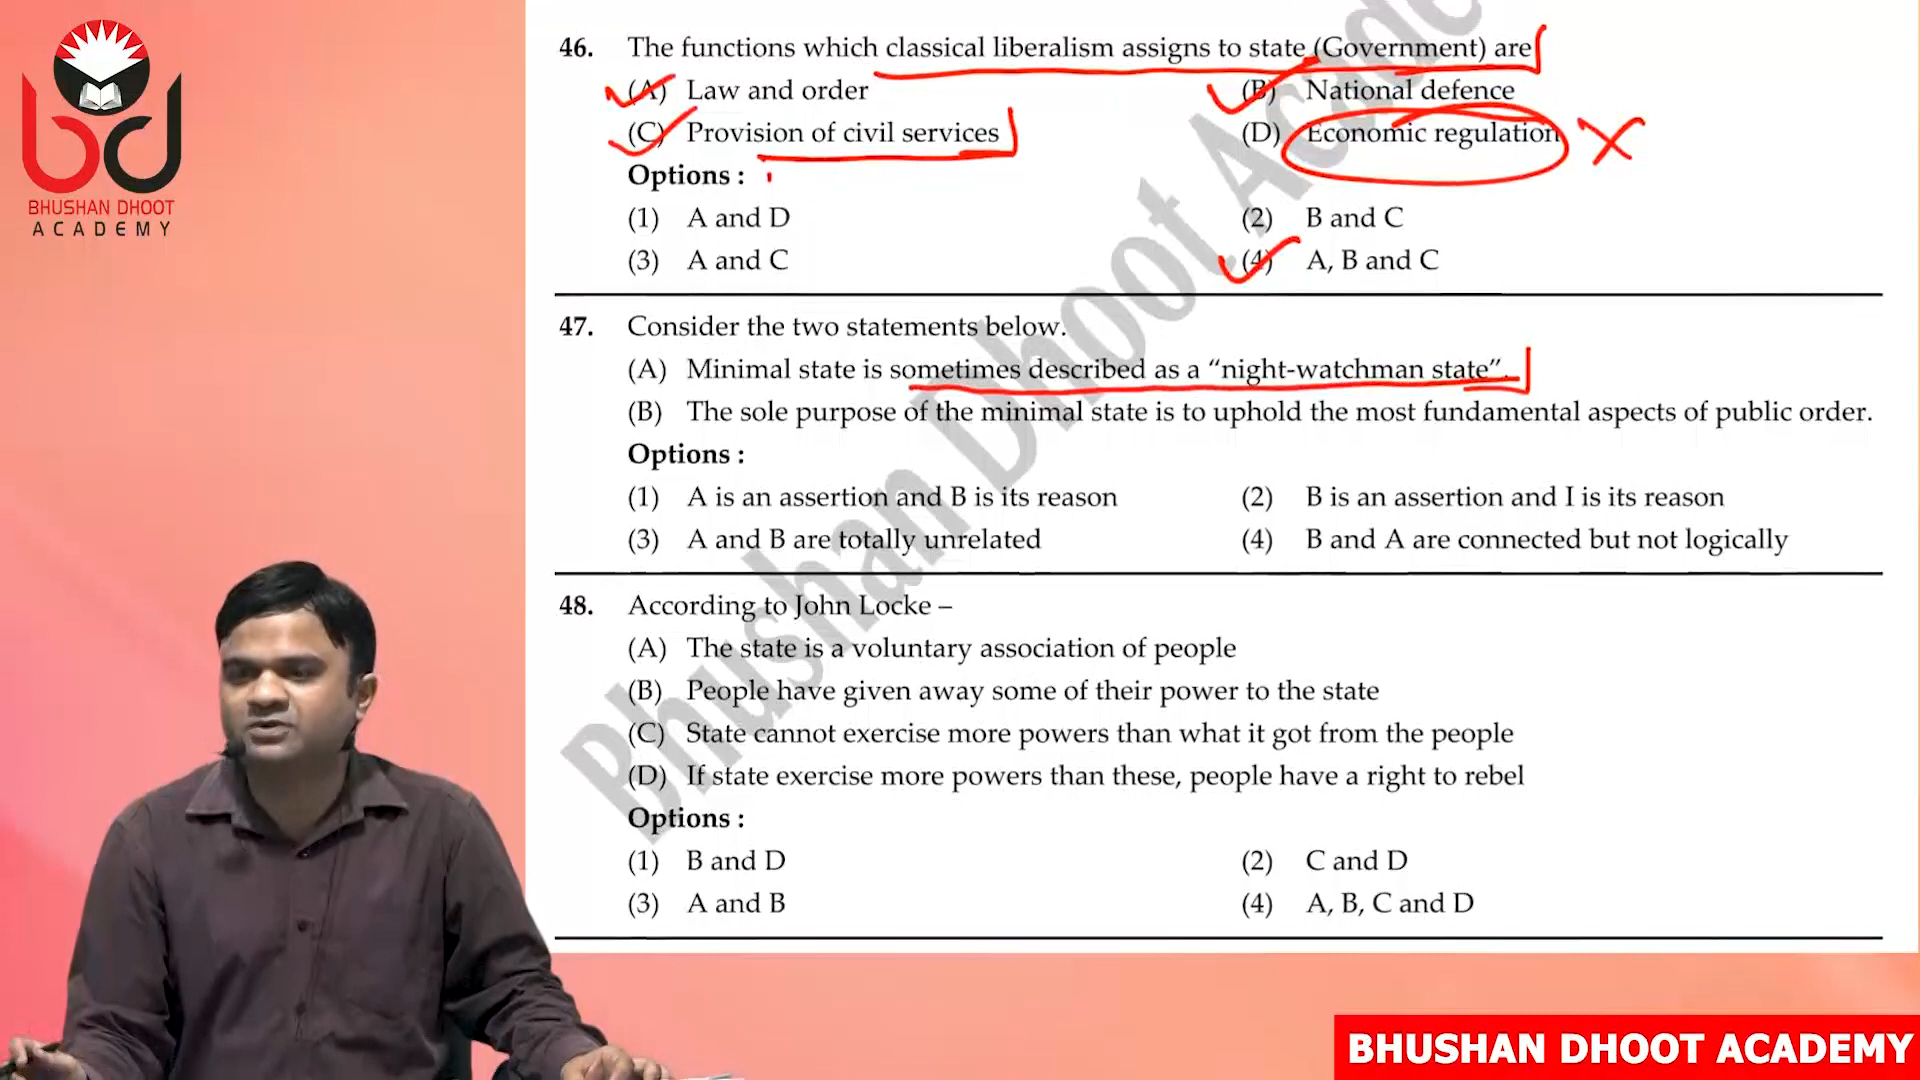 BHUSHAN DHOOT
ACADEMY
46. The functions which classical liberalism assigns to state (Government) are
(A) Law and order (B) National defence
(C) Provision of civil services (D) Economic regulation
Options :
(1) A and D (2) B and C
(3) A and C (4) A, B and C
47. Consider the two statements below.
(A) Minimal state is sometimes described as a “night-watchman state”.
(B) The sole purpose of the minimal state is to uphold the most fundamental aspects of public order.
Options :
(1) A is an assertion and B is its reason (2) B is an assertion and I is its reason
(3) A and B are totally unrelated (4) B and A are connected but not logically
48. According to John Locke –
(A) The state is a voluntary association of people
(B) People have given away some of their power to the state
(C) State cannot exercise more powers than what it got from the people
(D) If state exercise more powers than these, people have a right to rebel
Options :
(1) B and D (2) C and D
(3) A and B (4) A, B, C and D
Bhushan Dhoot Academy
BHUSHAN DHOOT ACADEMY